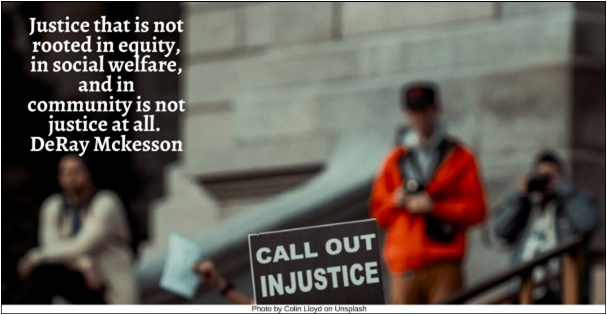 Justice that is not
rooted in equity,
in social welfare,
and in
community is not
justice at all.
DeRay Mckesson
CALL OUT
INJUSTICE
Photo by Colin Lloyd on Unsplash